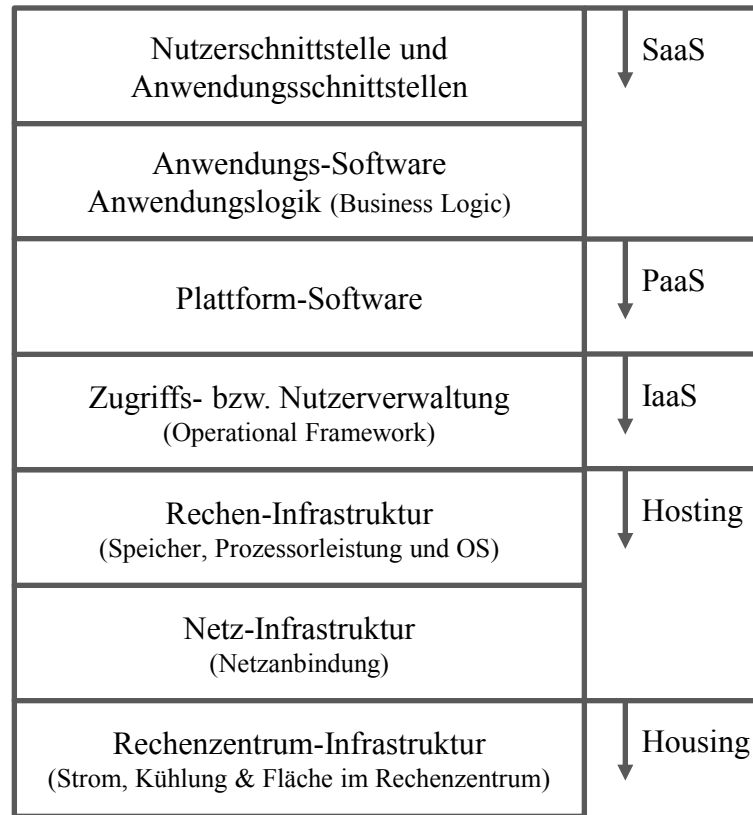 Nutzerschnittstelle und
Anwendungsschnittstellen
SaaS
Anwendungs-Software
Anwendungslogik (Business Logic)
Plattform-Software
PaaS
Zugriffs- bzw. Nutzerverwaltung
(Operational Framework)
IaaS
Rechen-Infrastruktur
(Speicher, Prozessorleistung und OS)
Hosting
Netz-Infrastruktur
(Netzanbindung)
Rechenzentrum-Infrastruktur
(Strom, Kühlung & Fläche im Rechenzentrum)
Housing